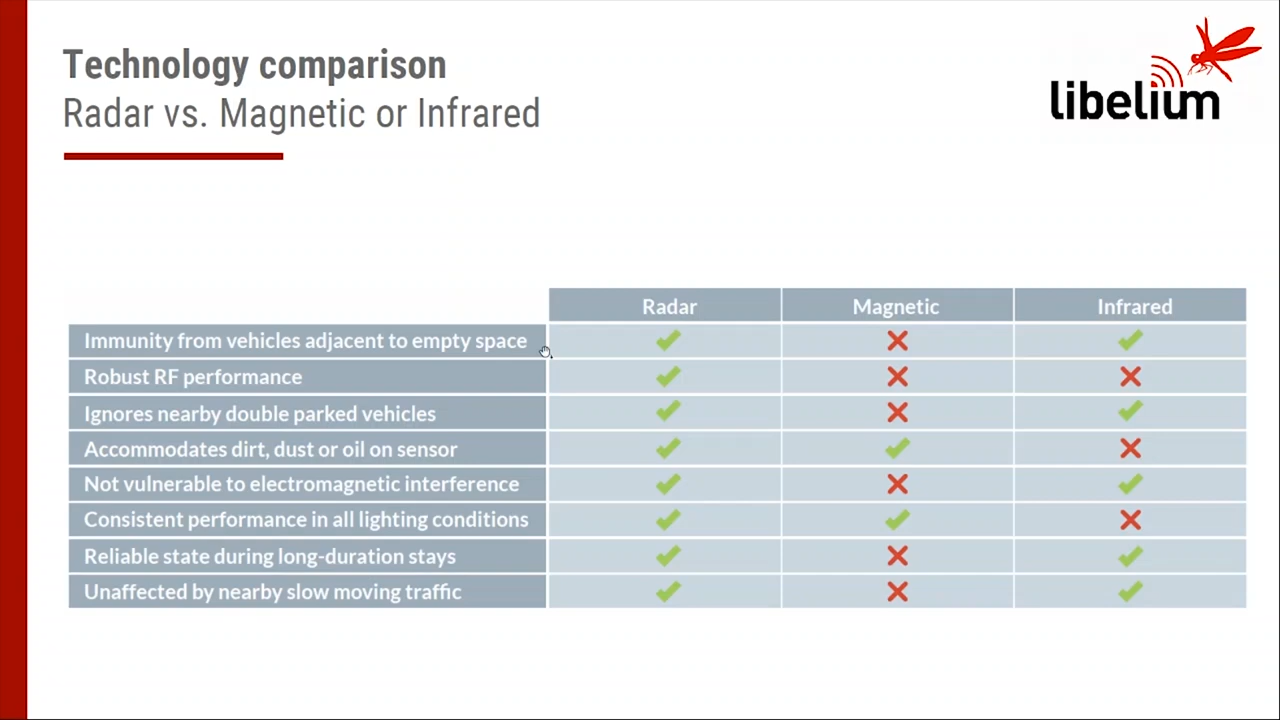 Technology comparison
Radar vs. Magnetic or Infrared
libelium
Radar Magnetic Infrared
Immunity from vehicles adjacent to empty space
Robust RF performance
Ignores nearby double parked vehicles
Accommodates dirt, dust or oil on sensor
Not vulnerable to electromagnetic interference
Consistent performance in all lighting conditions
Reliable state during long-duration stays
Unaffected by nearby slow moving traffic